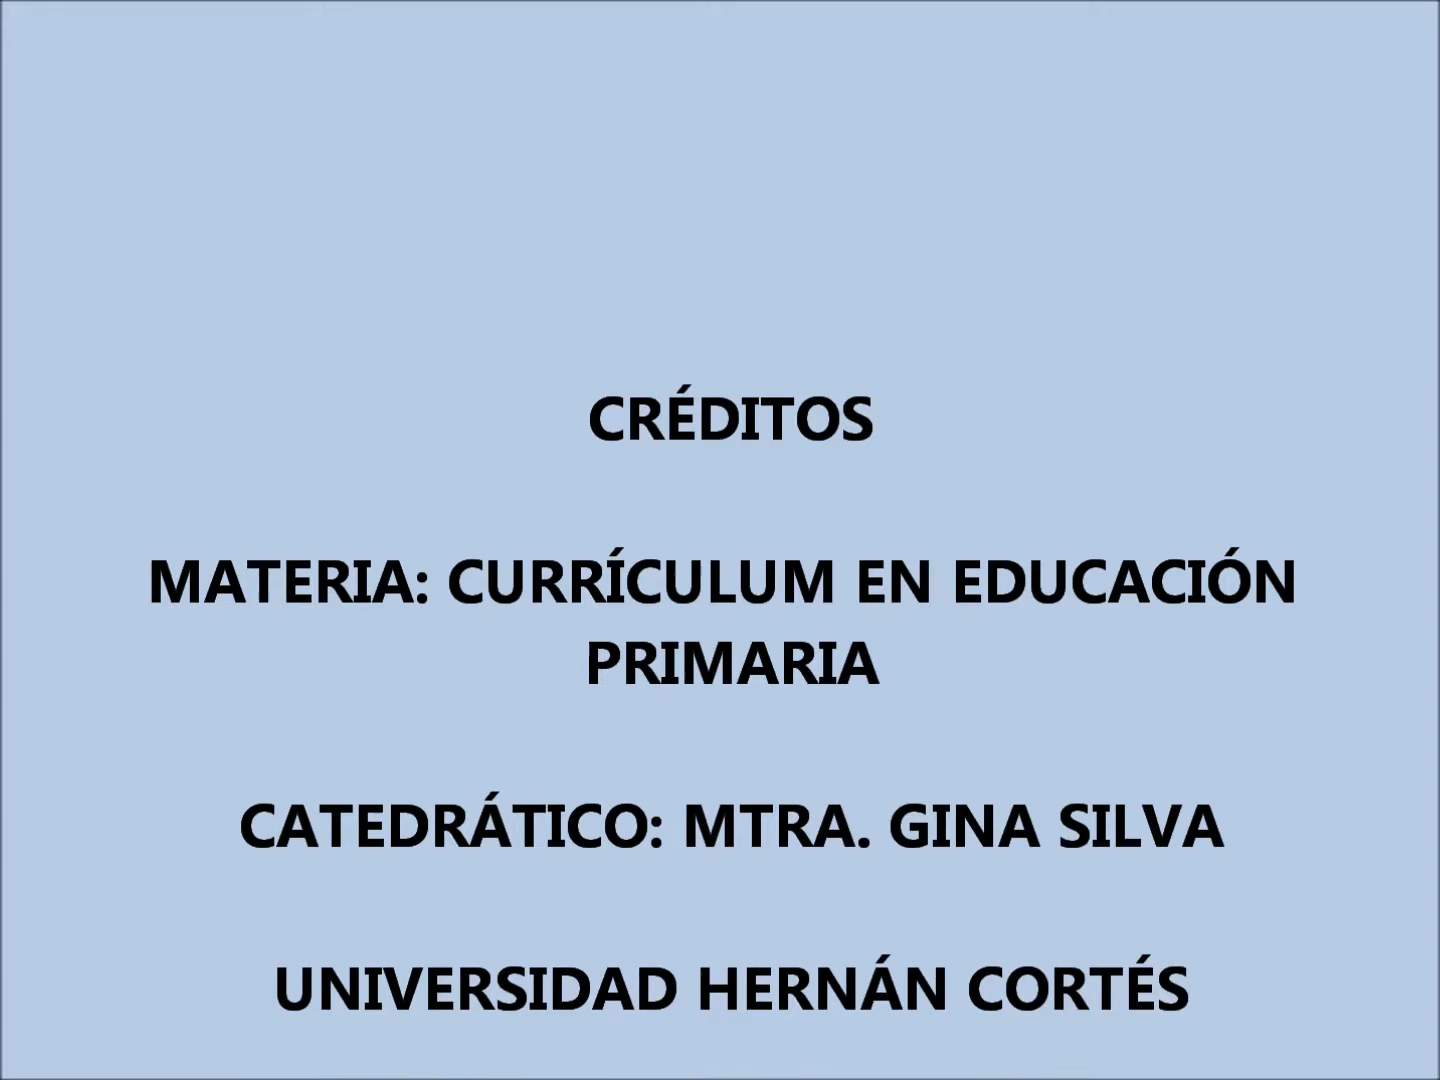 CRÉDITOS
MATERIA: CURRÍCULUM EN EDUCACIÓN
PRIMARIA
CATEDRÁTICO: MTRA. GINA SILVA
UNIVERSIDAD HERNÁN CORTÉS